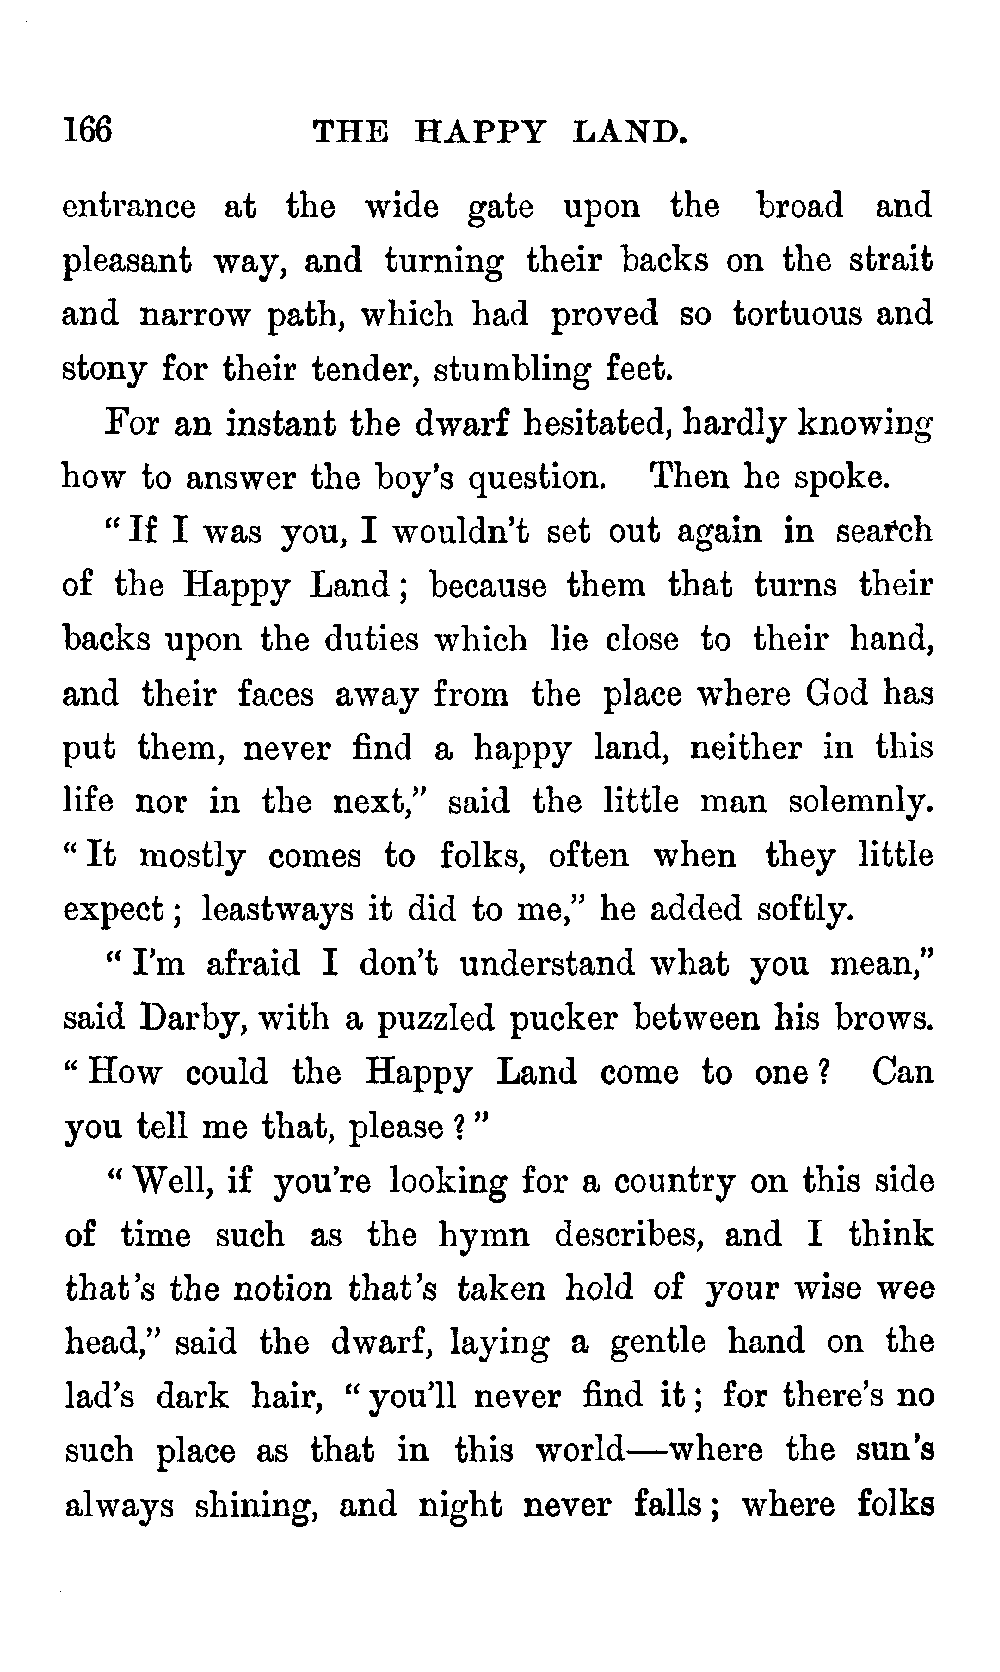 166 THE HAPPY LAND.
entrance at the wide gate upon the broad and
pleasant way, and turning their backs on the strait
and narrow path, which had proved so tortuous and
stony for their tender, stumbling feet.
For an instant the dwarf hesitated, hardly knowing
how to answer the boy's question. Then he spoke.
“If I was you, I wouldn't set out again in search
of the Happy Land; because them that turns their
backs upon the duties which lie close to their hand,
and their faces away from the place where God has
put them, never find a happy land, neither in this
life nor in the next,” said the little man solemnly.
“It mostly comes to folks, often when they little
expect; leastways it did to me,” he added softly.
“I'm afraid I don't understand what you mean,”
said Darby, with a puzzled pucker between his brows.
“How could the Happy Land come to one? Can
you tell me that, please?”
“Well, if you're looking for a country on this side
of time such as the hymn describes, and I think
that's the notion that's taken hold of your wise wee
head,” said the dwarf, laying a gentle hand on the
lad's dark hair, “you'll never find it; for there's no
such place as that in this world—where the sun's
always shining, and night never falls; where folks